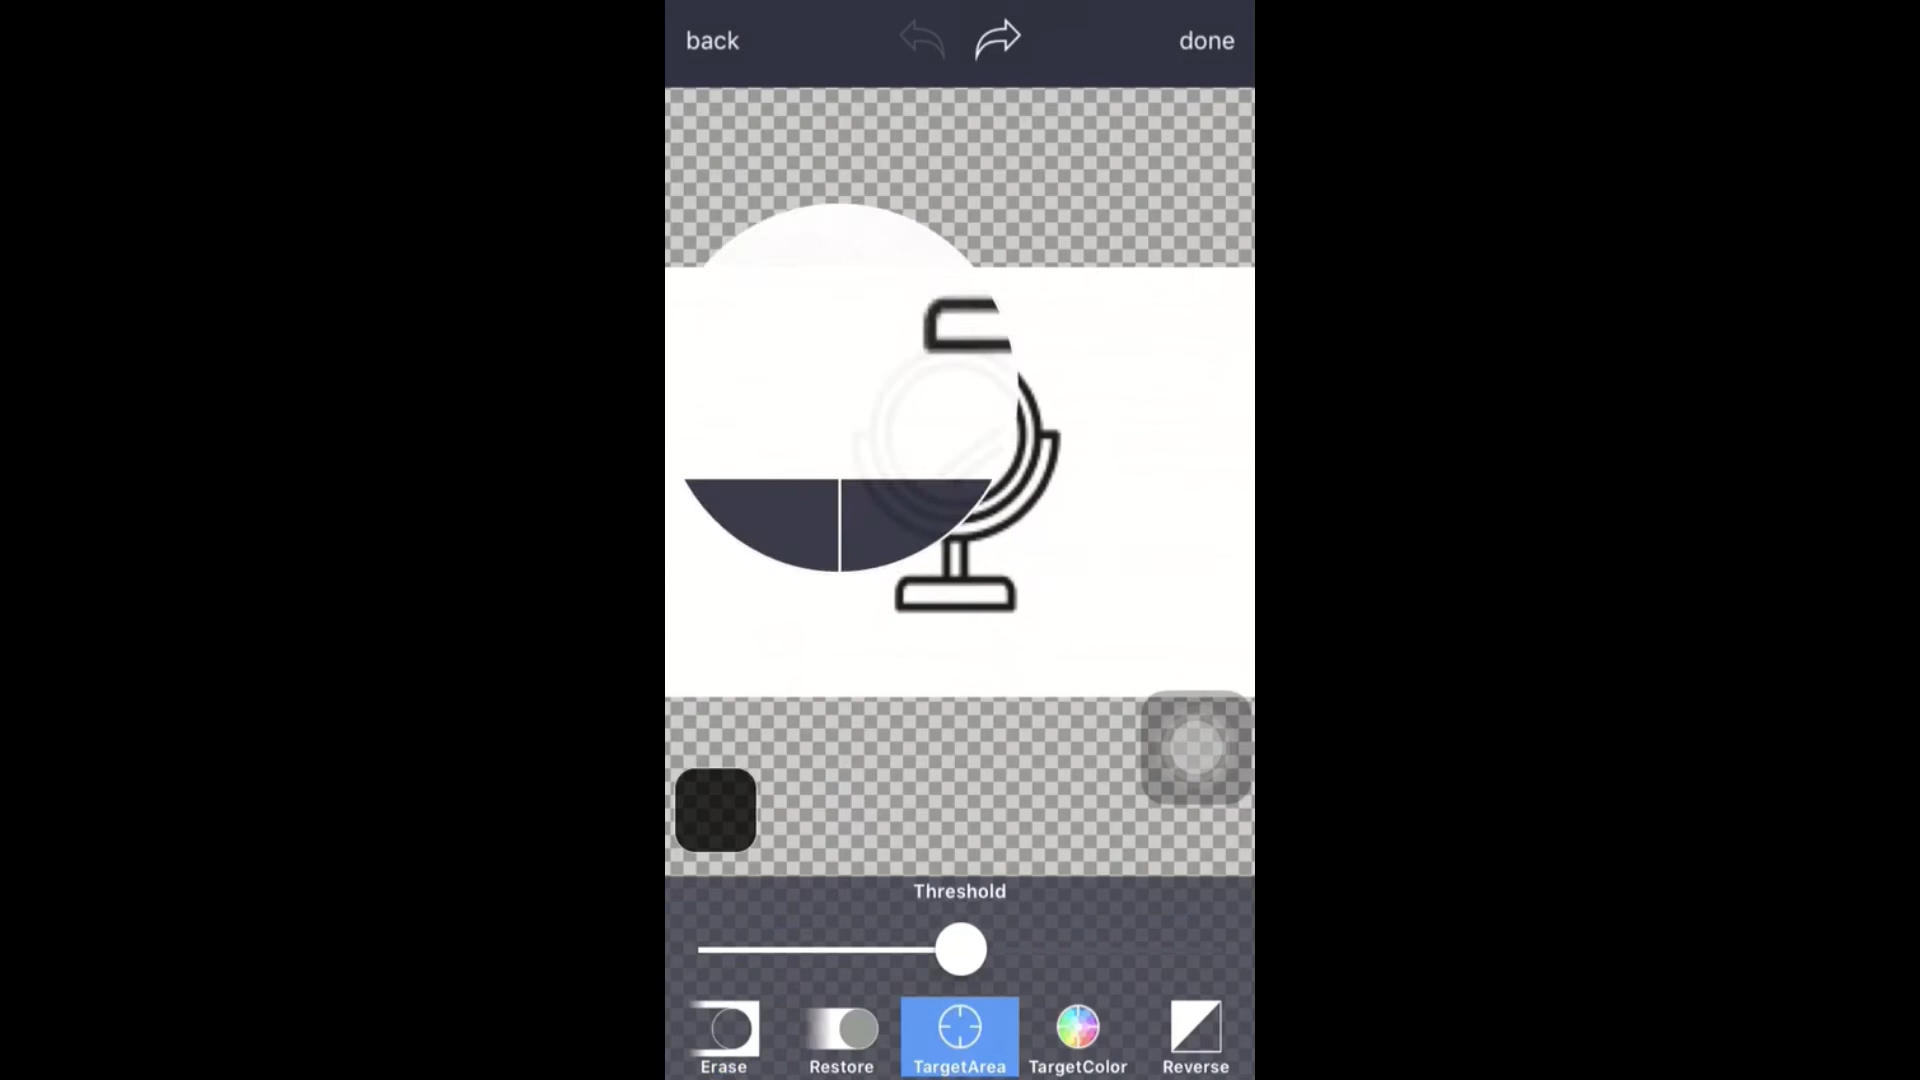 back
done
Threshold
Erase
Restore
TargetArea
TargetColor
Reverse